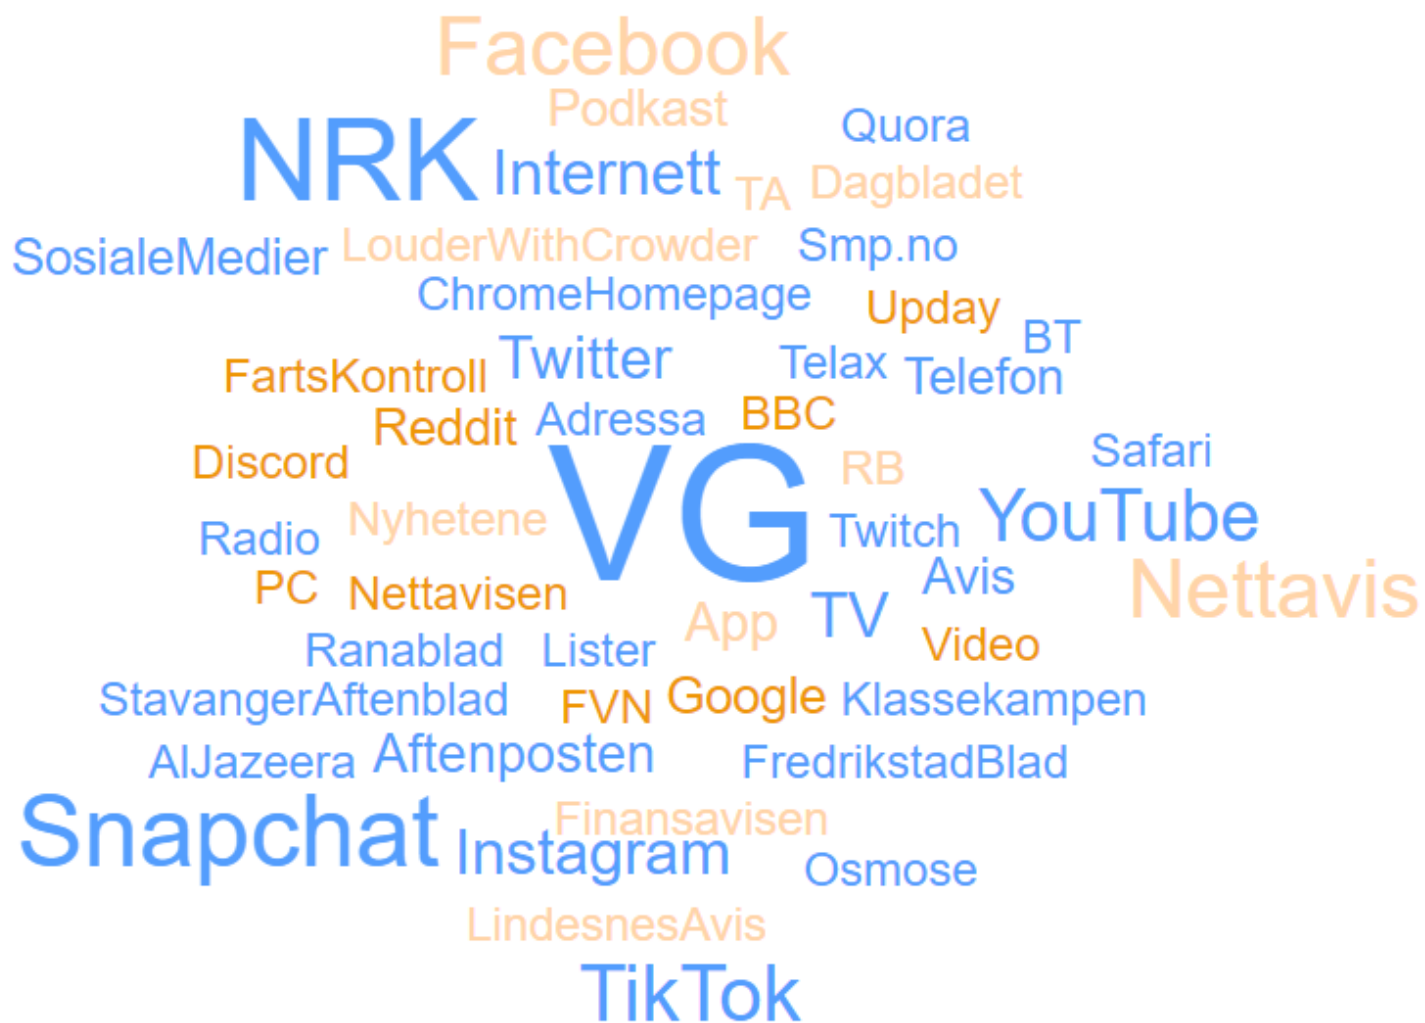 Facebook
Podkast
Quora
NRK Internett TA Dagbladet
SosialeMedier LouderWithCrowder Smp.no
ChromeHomepage Upday
BT
FartsKontroll Twitter Telax Telefon
Reddit Adressa BBC
Discord VG RB Safari
Radio Nyhetene Twitch YouTube
PC Nettavisen Avis Nettavis
App TV Video
Ranablad Lister
StavangerAftenblad FVN Google Klassekampen
AlJazeera Aftenposten FredrikstadBlad
Snapchat Finansavisen
Instagram Osmose
LindesnesAvis
TikTok